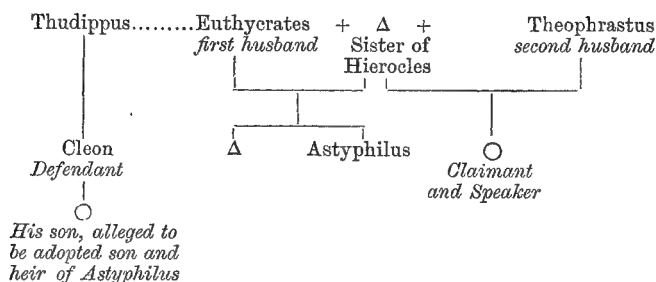 Thudippus......... Euthycrates + Δ + Theophrastus
first husband Sister of second husband
Hierocles
Cleon Δ Astyphilus ○
Defendant Claimant
and Speaker
○
His son, alleged to
be adopted son and
heir of Astyphilus